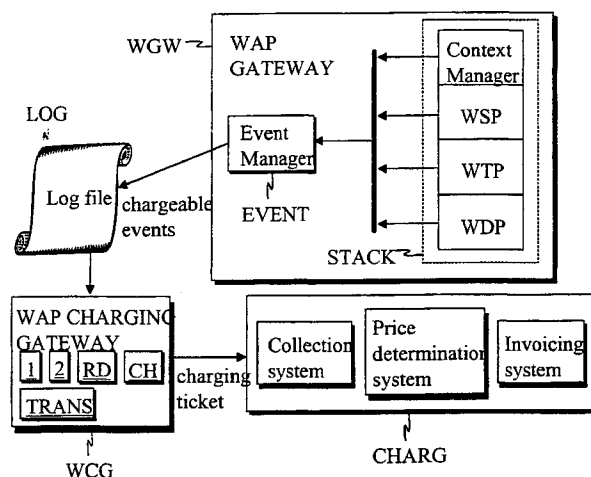 WGW
WAP
GATEWAY
Context
Manager
WSP
WTP
WDP
STACK
Event
Manager
EVENT
LOG
Log file
chargeable
events
WAP CHARGING
GATEWAY
1 2 RD CH
TRANS
WCG
charging
ticket
Collection
system
Price
determination
system
Invoicing
system
CHARG